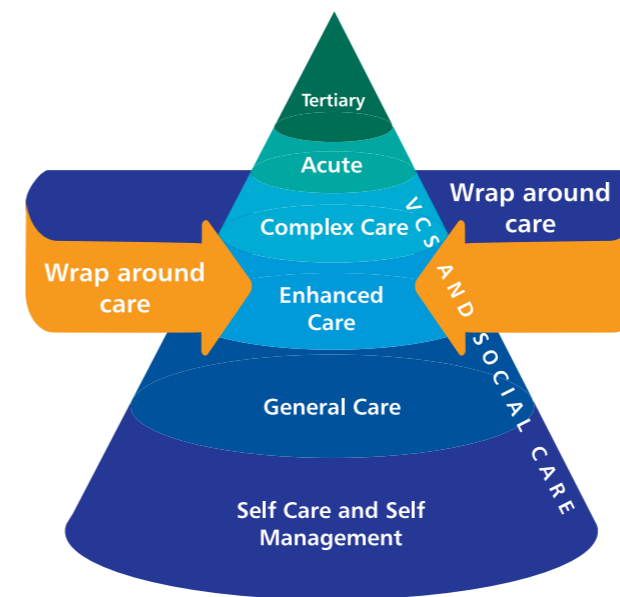 Tertiary
Acute
Wrap around
care
Complex Care
Wrap around
care
Enhanced
Care
General Care
Self Care and Self
Management
VCS AND SOCIAL CARE